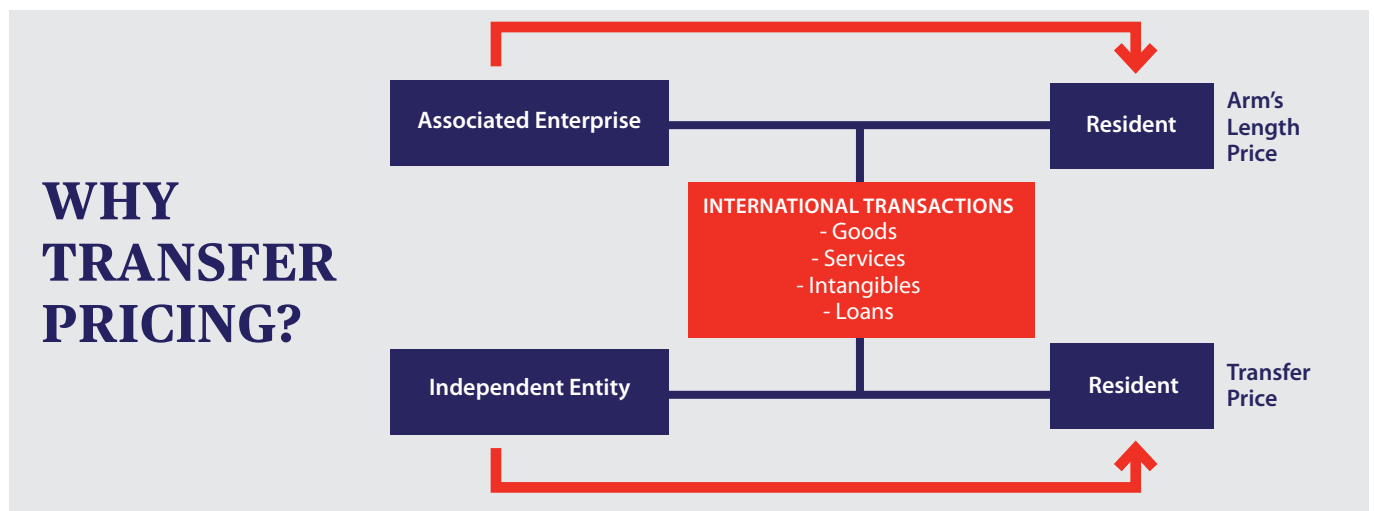 WHY
TRANSFER
PRICING?
Associated Enterprise
Resident
Arm's
Length
Price
INTERNATIONAL TRANSACTIONS
- Goods
- Services
- Intangibles
- Loans
Independent Entity
Resident
Transfer
Price